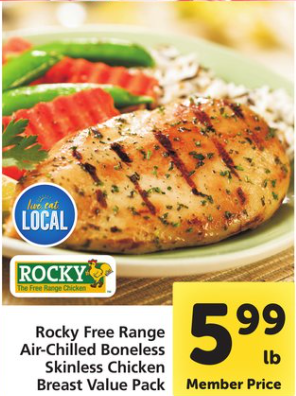 live eat
LOCAL
ROCKY
The Free Range Chicken
Rocky Free Range
Air-Chilled Boneless
Skinless Chicken
Breast Value Pack
5.99
lb
Member Price